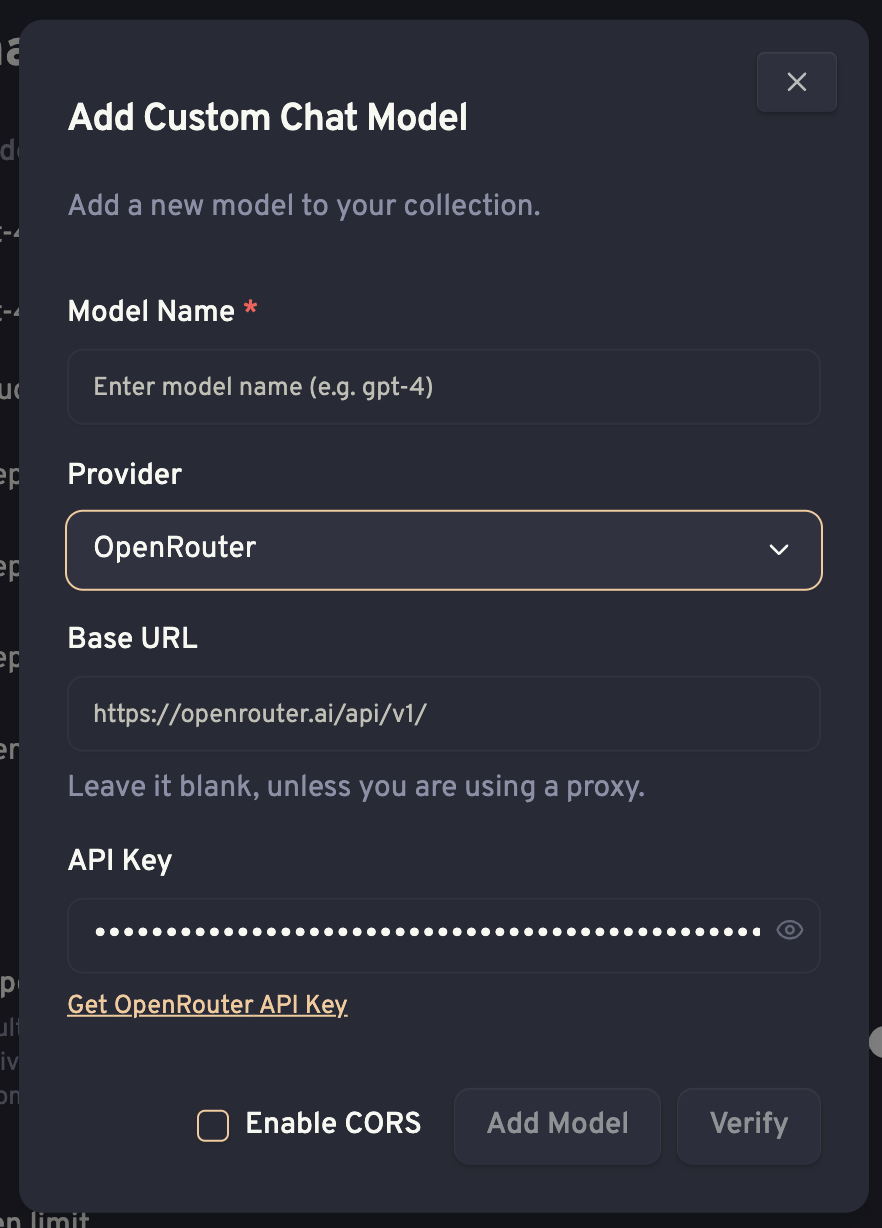 Add Custom Chat Model
Add a new model to your collection.
Model Name *
Enter model name (e.g. gpt-4)
Provider
OpenRouter
Base URL
https://openrouter.ai/api/v1/
Leave it blank, unless you are using a proxy.
API Key
Get OpenRouter API Key
Enable CORS Add Model Verify
limit